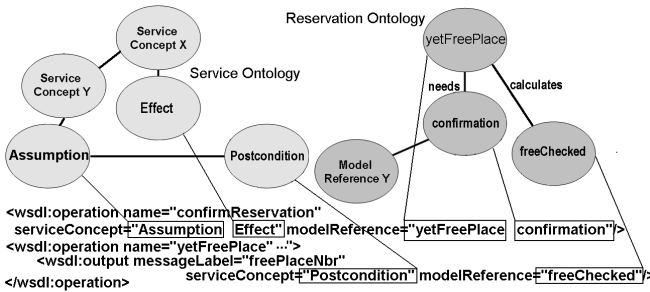 Reservation Ontology
Service
Concept X
yetFreePlace
Service
Concept Y
Service Ontology
needs
calculates
Effect
confirmation
Assumption
Postcondition
Model
Reference Y
freeChecked
<wsdl:operation name="confirmReservation"
serviceConcept="Assumption Effect" modelReference="yetFreePlace confirmation"/>
<wsdl:operation name="yetFreePlace" ...">
<wsdl:output messageLabel="freePlaceNbr"
serviceConcept="Postcondition" modelReference="freeChecked"/>
</wsdl:operation>